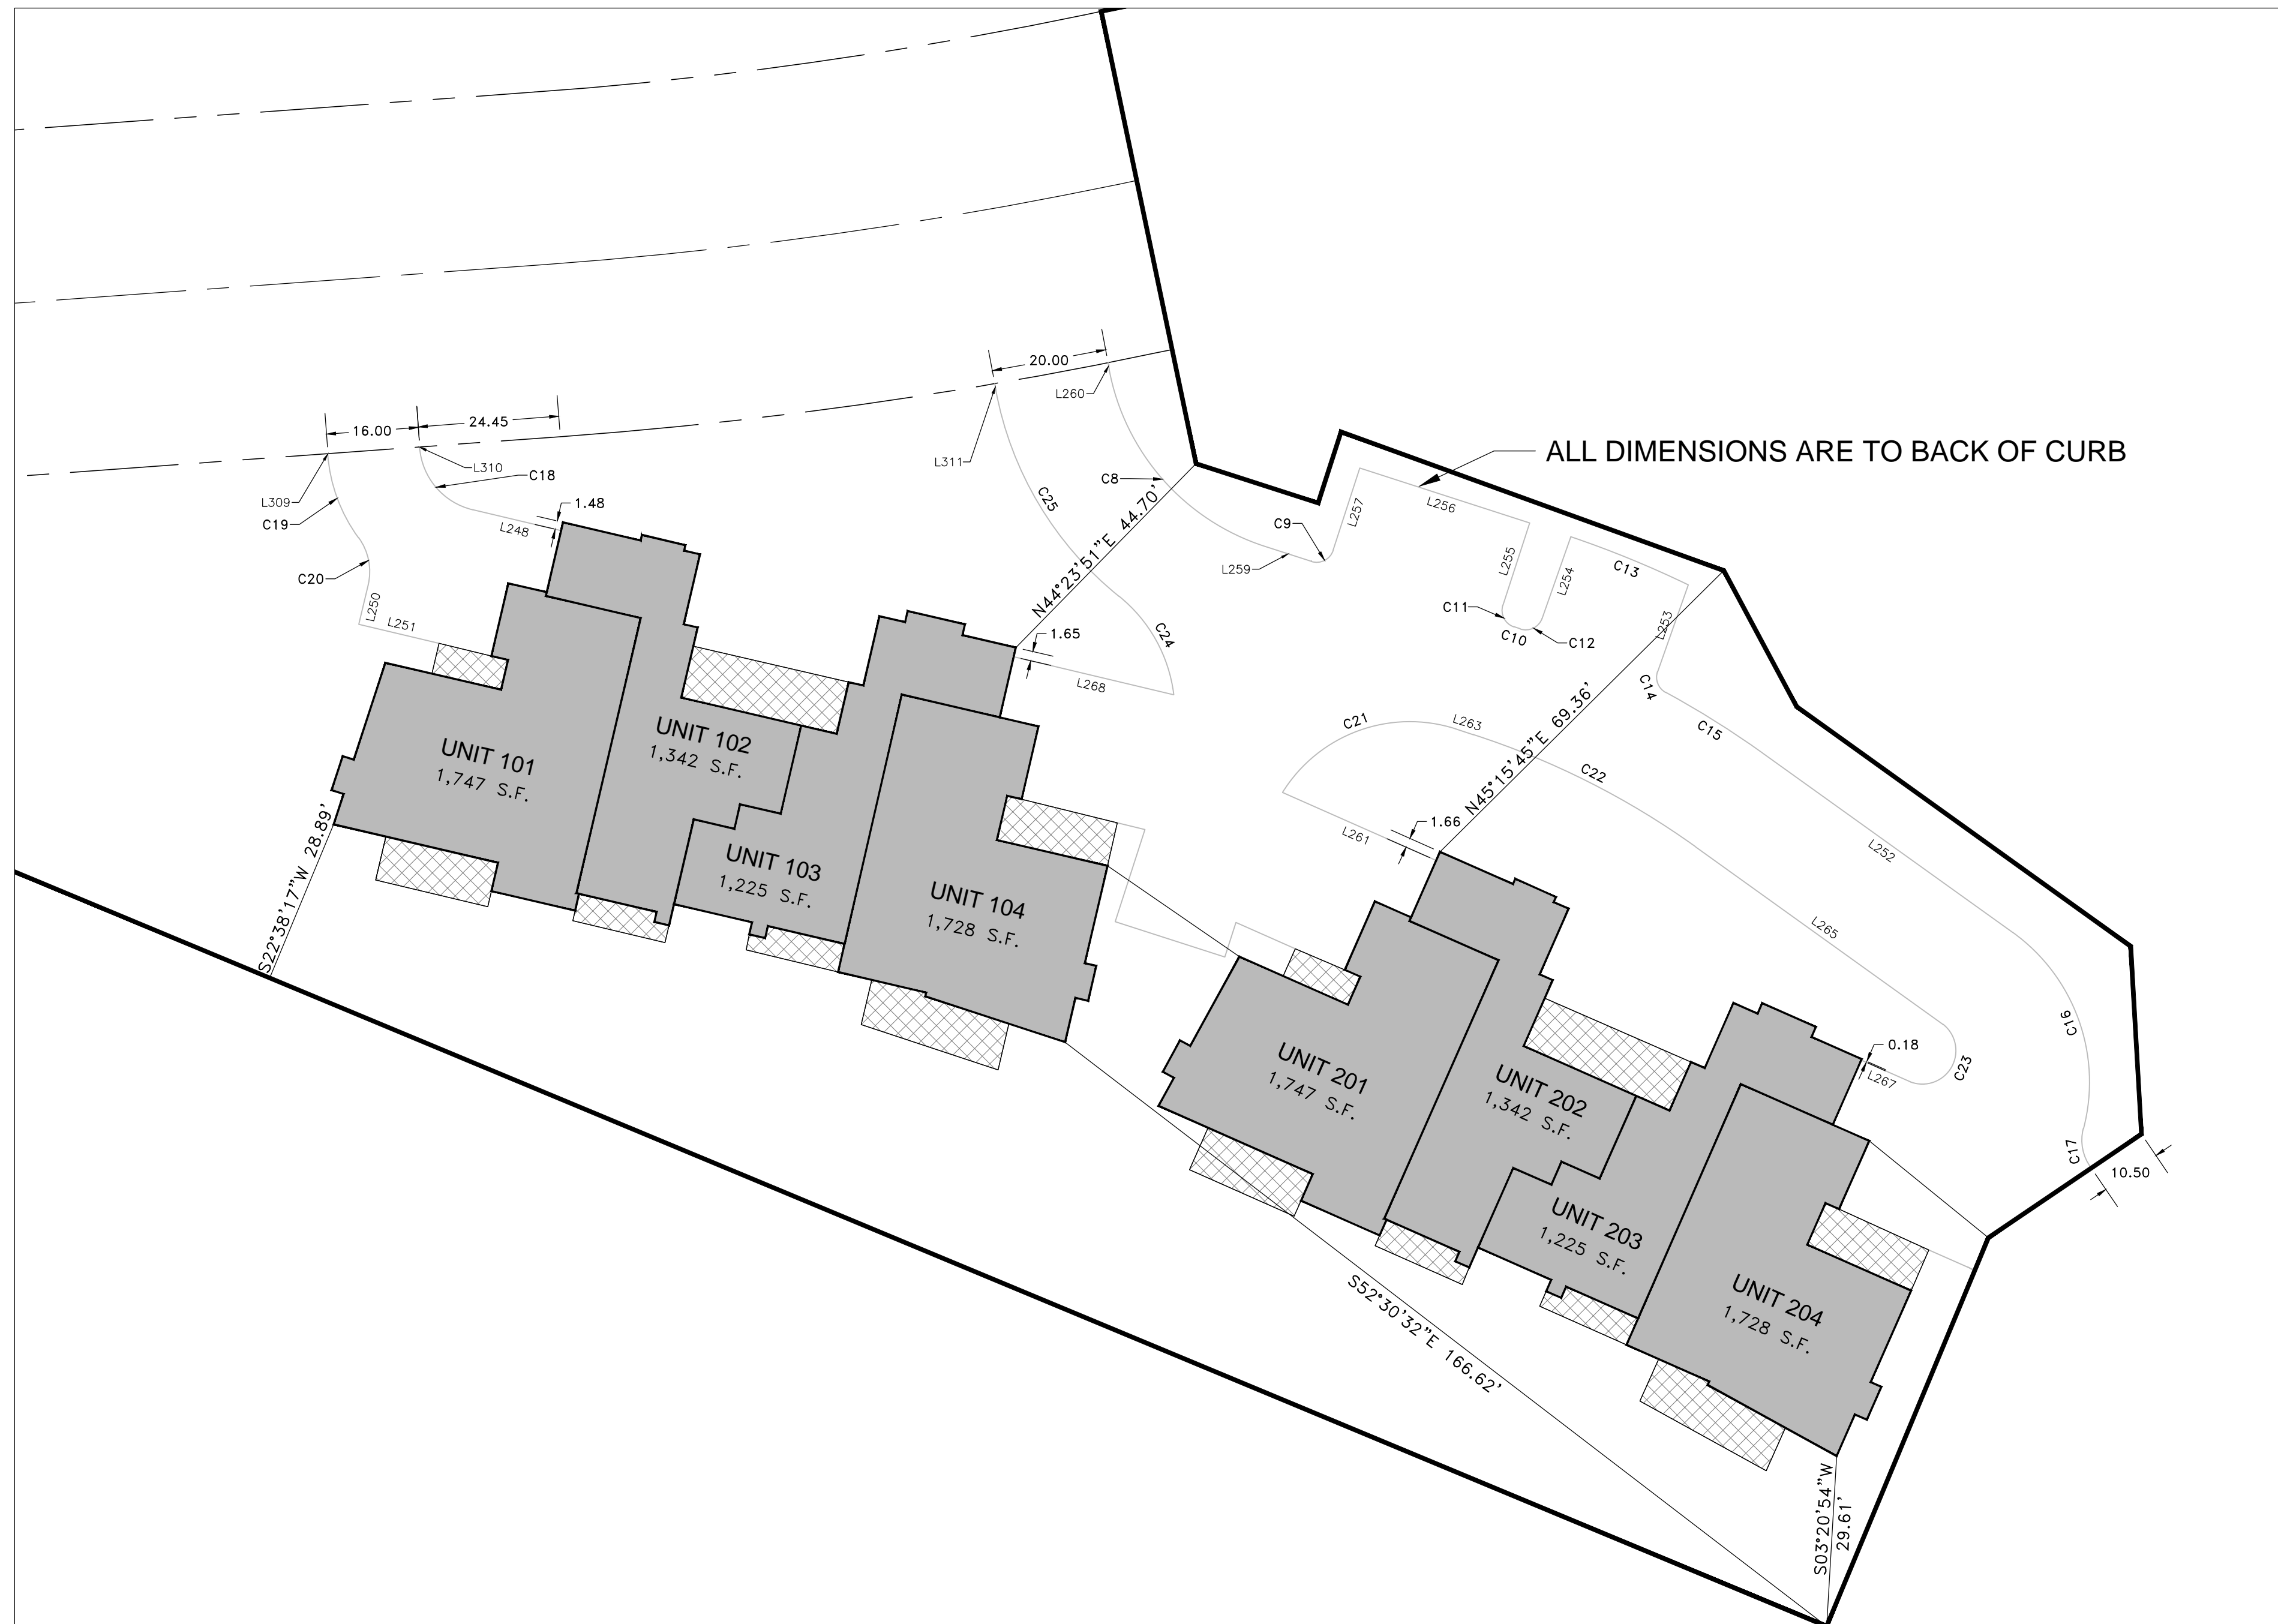 20.00
L260
24.45
16.00
ALL DIMENSIONS ARE TO BACK OF CURB
L311
L310
C18
C8
C25
L257
L256
L309
C19
1.48
L248
C9
N44°23'51"E 44.70'
L259
L255
L254
C13
C20
L250
L251
C11
C10
C12
L253
1.65
C24
L268
C14
C15
UNIT 102
1,342 S.F.
UNIT 101
1,747 S.F.
C21
L263
N45°15'45"E 69.36'
C22
1.66
L261
L252
S22°38'17"W 28.89'
UNIT 103
1,225 S.F.
UNIT 104
1,728 S.F.
L265
C16
0.18
L267
C23
UNIT 201
1,747 S.F.
UNIT 202
1,342 S.F.
C17
10.50
UNIT 203
1,225 S.F.
UNIT 204
1,728 S.F.
S52°30'32"E 166.62'
S03°20'54"W
29.61'